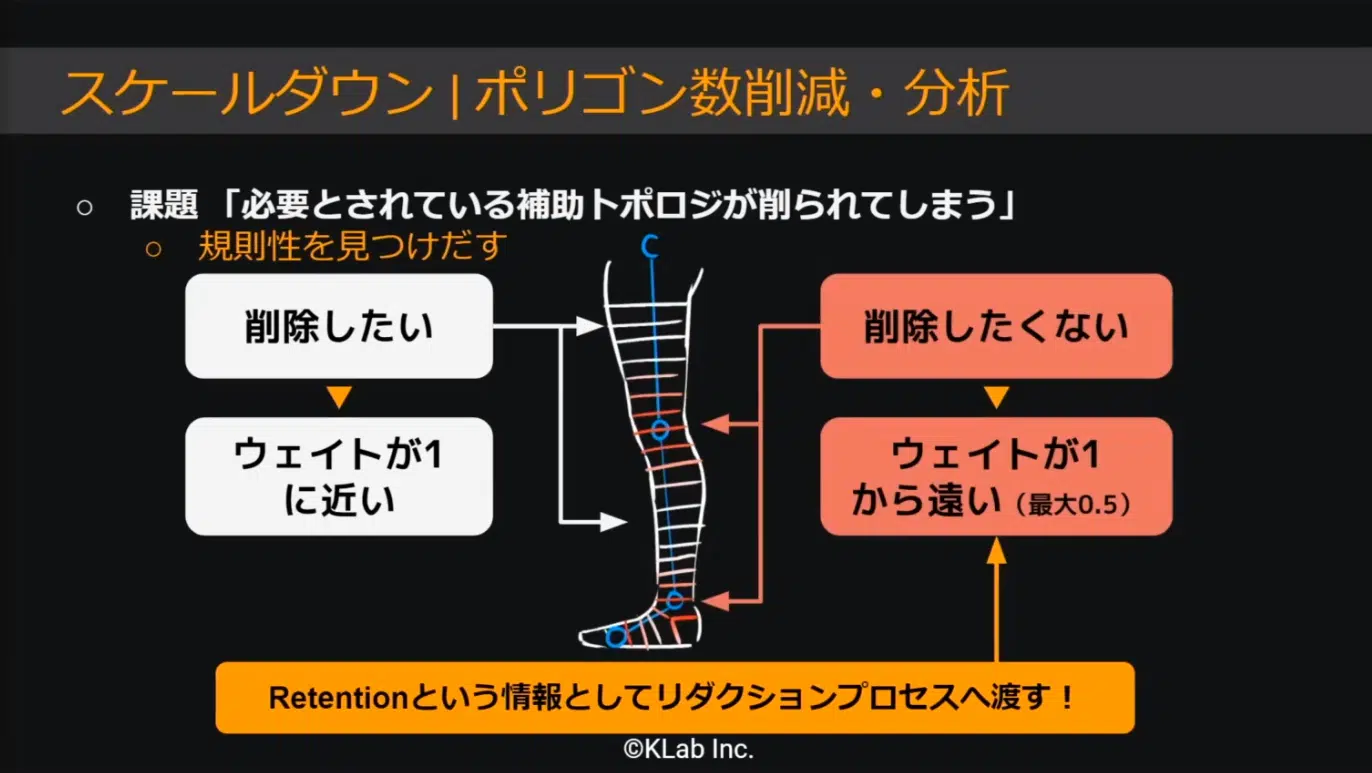 スケールダウン | ポリゴン数削減・分析
○ 課題 「必要とされている補助トポロジが削られてしまう」
○ 規則性を見つけだす
削除したい
ウェイトが1
に近い
削除したくない
ウェイトが1
から遠い（最大0.5）
Retentionという情報としてリダクションプロセスへ渡す！
©KLab Inc.